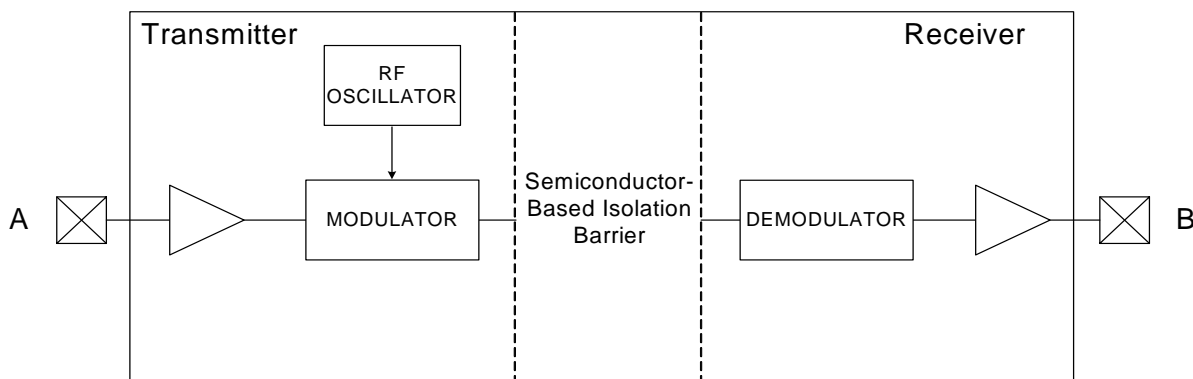 Transmitter
Receiver
RF
OSCILLATOR
A
MODULATOR
Semiconductor-
Based Isolation
Barrier
DEMODULATOR
B